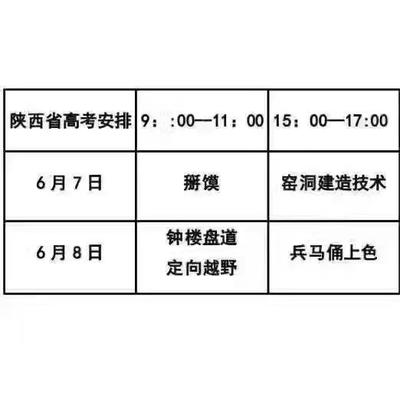 陕西省高考安排 9：:00--11：00 15：00—17:00
6月7日 掰馍 窑洞建造技术
6月8日 钟楼盘道 兵马俑上色
定向越野